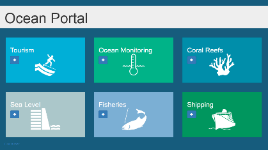 Ocean Portal
Tourism
Ocean Monitoring
Coral Reefs
Sea Level
Fisheries
Shipping